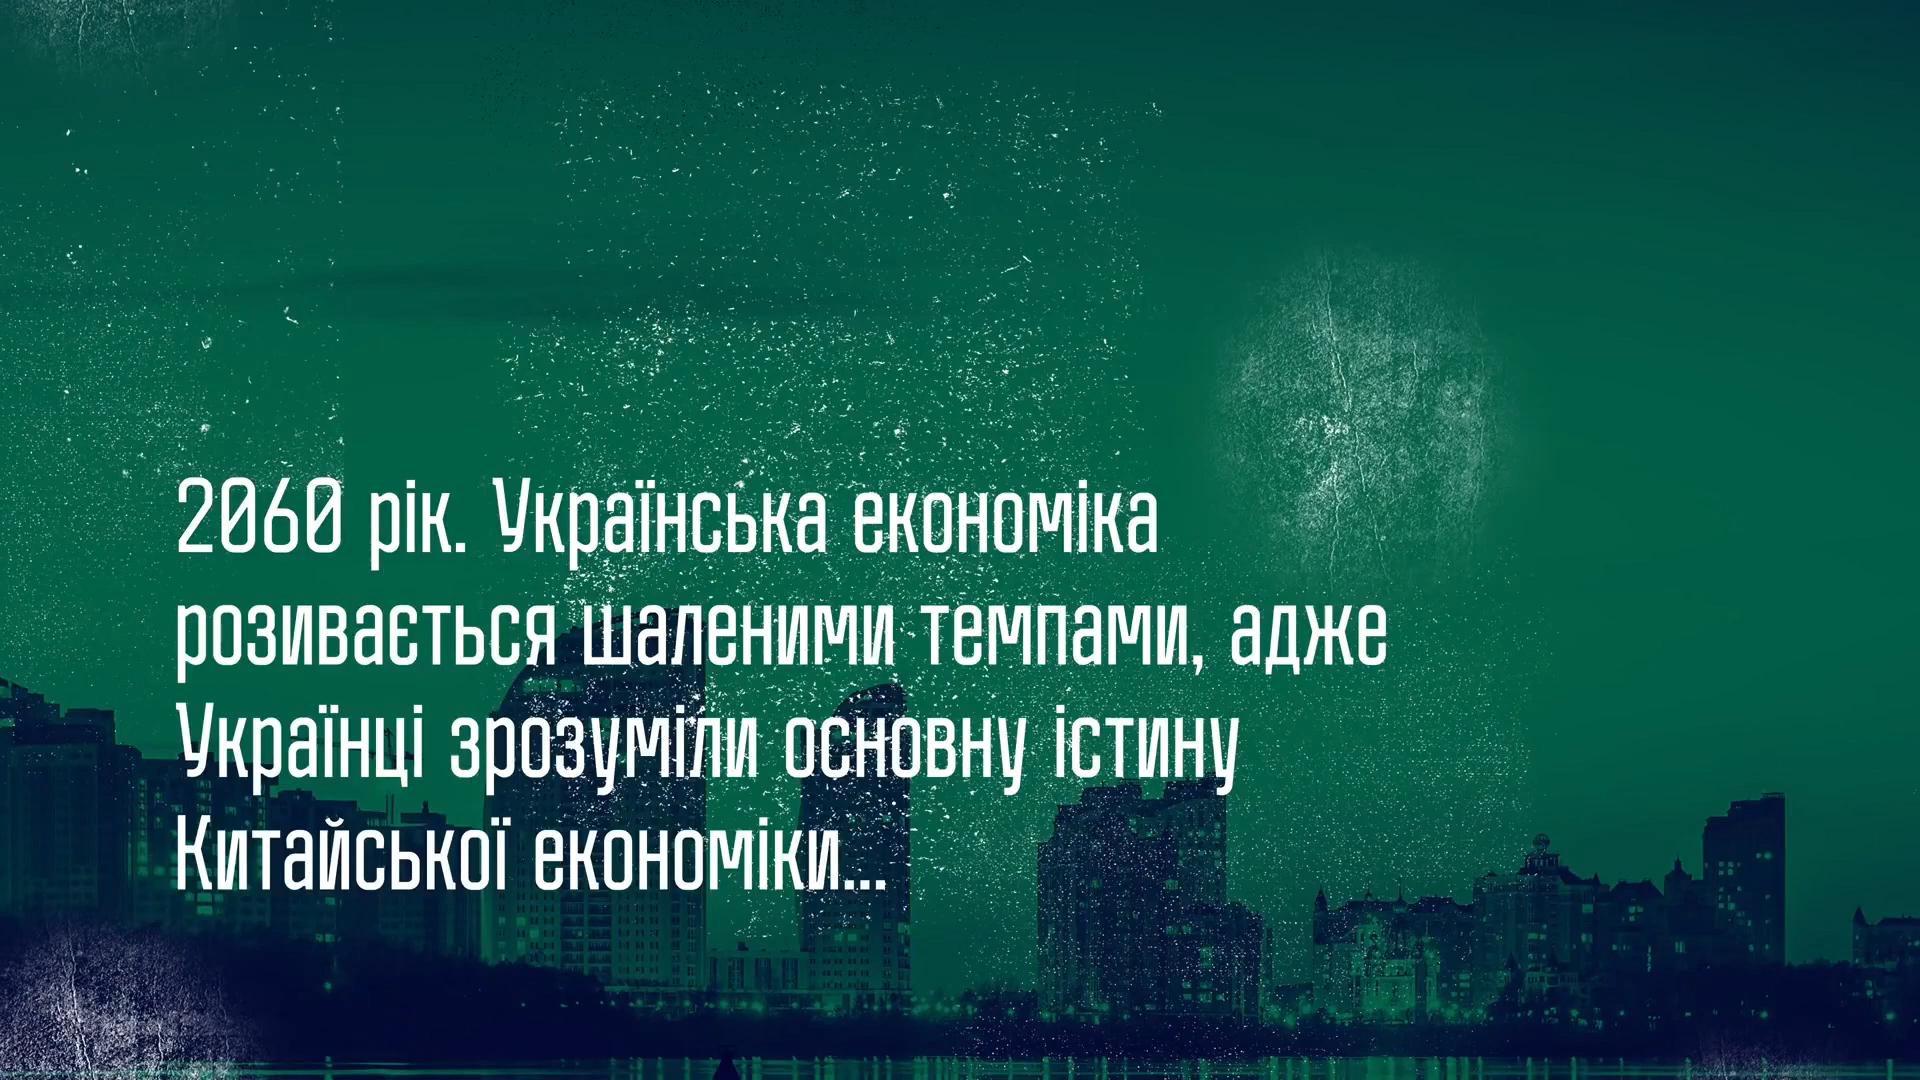 2060 рік. Українська економіка
розивається шаленими темпами, адже
Українці зрозуміли основну істину
Китайської економіки...